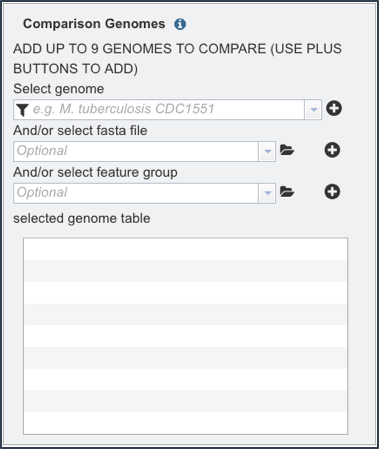 Comparison Genomes
ADD UP TO 9 GENOMES TO COMPARE (USE PLUS
BUTTONS TO ADD)
Select genome
e.g. M. tuberculosis CDC1551
And/or select fasta file
Optional
And/or select feature group
Optional
selected genome table